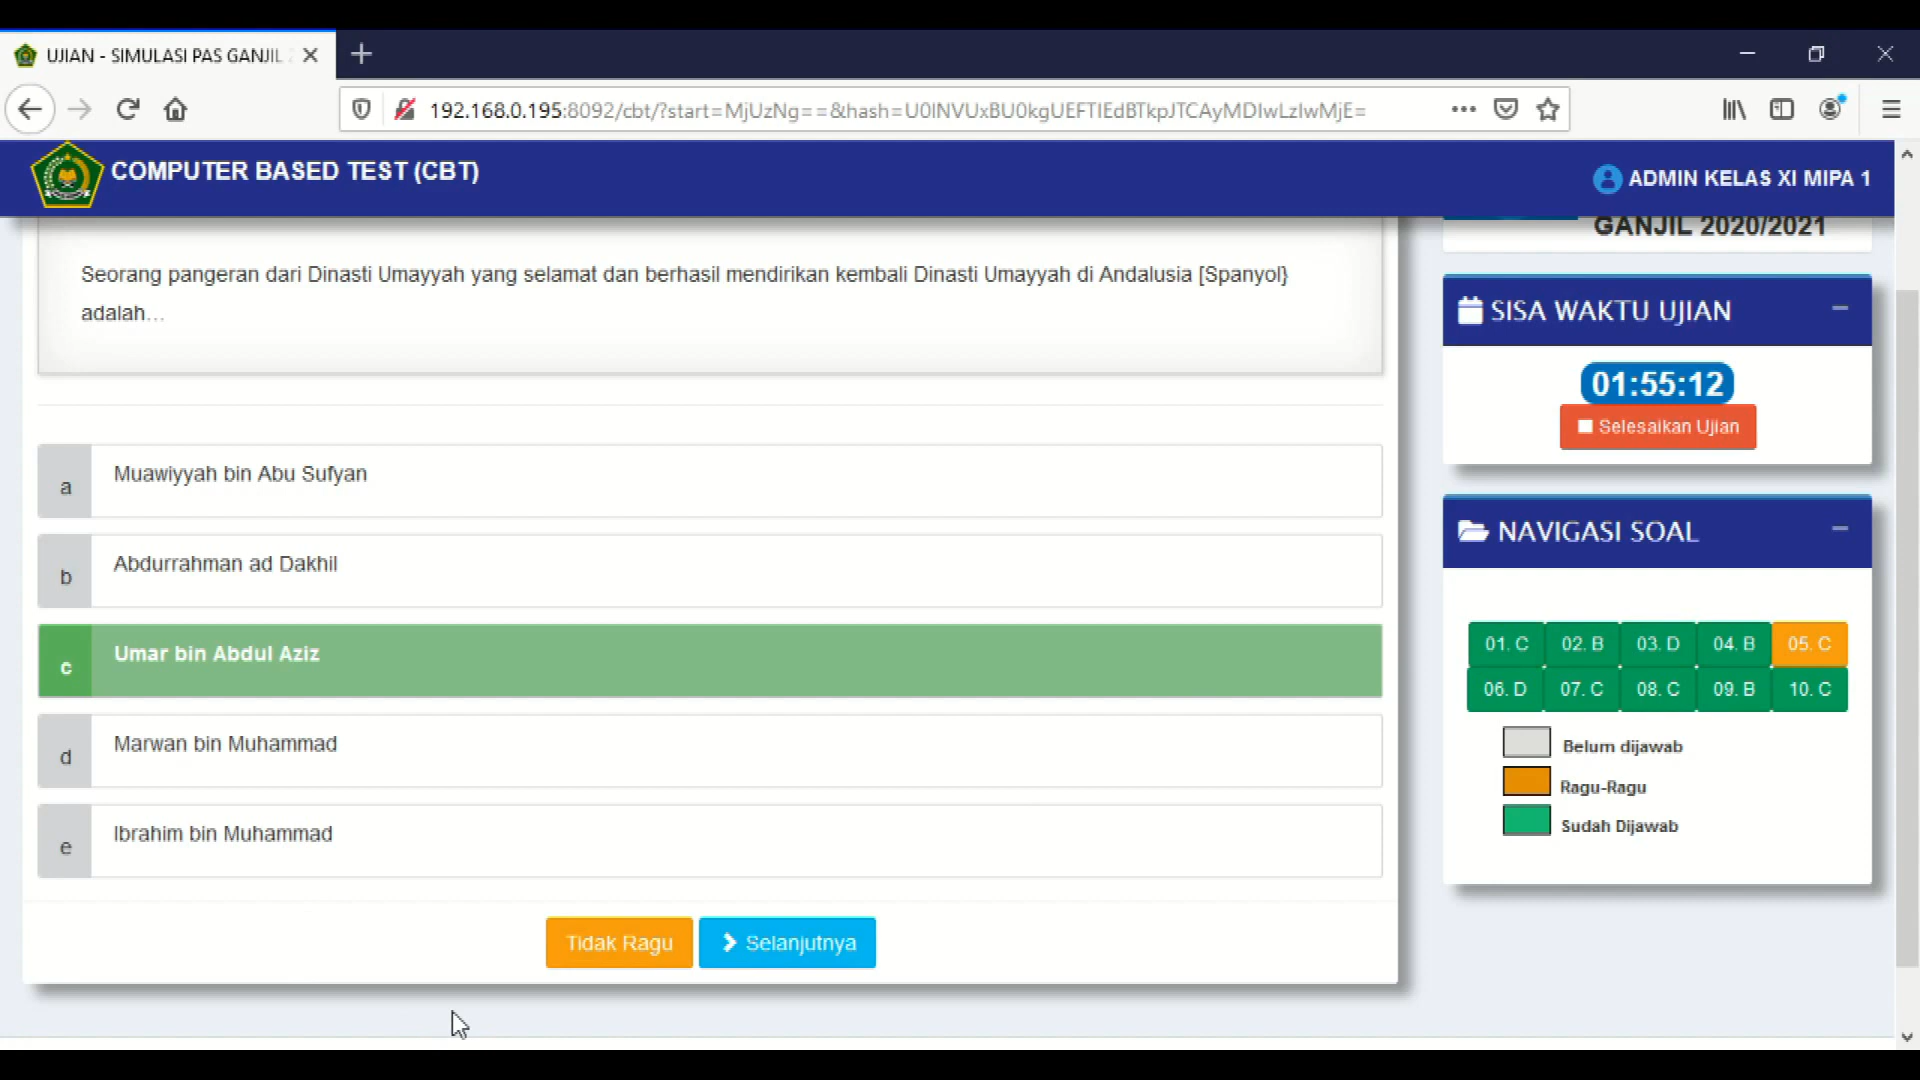 UJIAN - SIMULASI PAS GANJIL
192.168.0.195:8092/cbt/?start=MjUzNg==&hash=U0lNVUxBU0kgUEFTIEdBTkpJTCAyMDIwLzIwMjE=
COMPUTER BASED TEST (CBT)
ADMIN KELAS XI MIPA 1
GANJIL 2020/2021
Seorang pangeran dari Dinasti Umayyah yang selamat dan berhasil mendirikan kembali Dinasti Umayyah di Andalusia [Spanyol}
adalah...
a Muawiyyah bin Abu Sufyan
b Abdurrahman ad Dakhil
c Umar bin Abdul Aziz
d Marwan bin Muhammad
e Ibrahim bin Muhammad
Tidak Ragu
Selanjutnya
SISA WAKTU UJIAN
01:55:12
Selesaikan Ujian
NAVIGASI SOAL
01. C 02. B 03. D 04. B 05. C
06. D 07. C 08. C 09. B 10. C
Belum dijawab
Ragu-Ragu
Sudah Dijawab